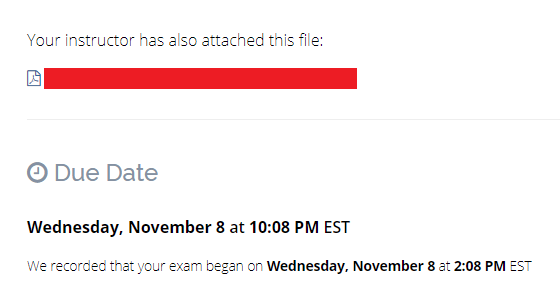 Your instructor has also attached this file:
Due Date
Wednesday, November 8 at 10:08 PM EST
We recorded that your exam began on Wednesday, November 8 at 2:08 PM EST